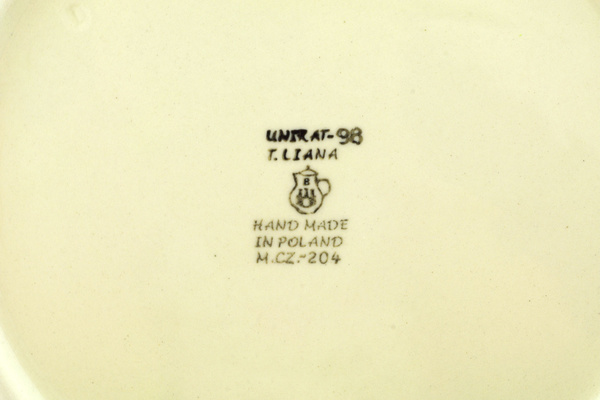 UNIKAT-98
T.LIANA
B
HAND MADE
IN POLAND
M.CZ.-204